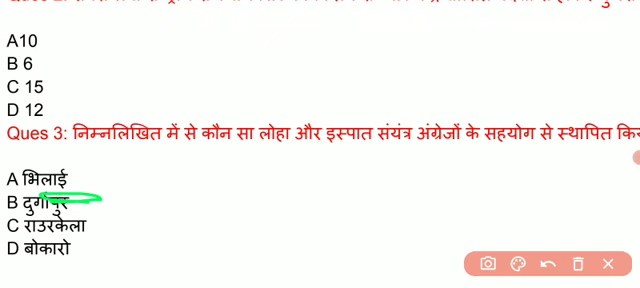 A10
B 6
C 15
D 12
Ques 3: निम्नलिखित में से कौन सा लोहा और इस्पात संयंत्र अंग्रेजों के सहयोग से स्थापित
A भिलाई
B दुर्गापुर
C राउरकेला
D बोकारो